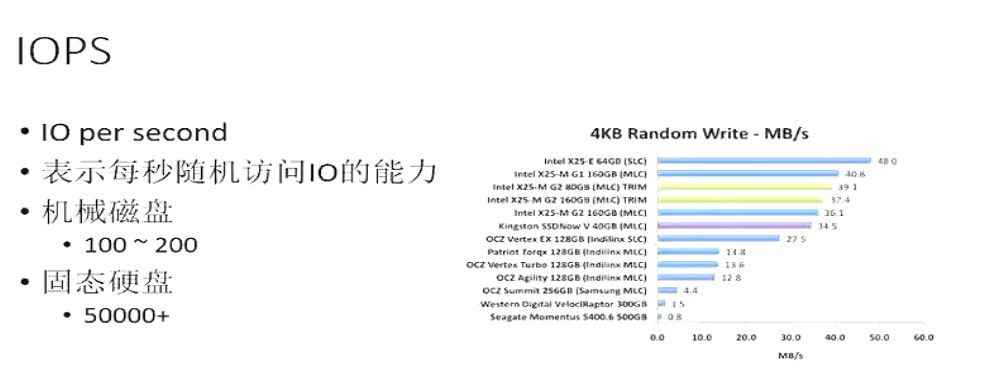 IOPS
• IO per second
• 表示每秒随机访问IO的能力
• 机械磁盘
• 100 ~ 200
• 固态硬盘
• 50000+
4KB Random Write - MB/s
Intel X25-E 64GB (SLC) 48.0
Intel X25-M G1 160GB (MLC) 40.8
Intel X25-M G2 80GB (MLC) TRIM 39.1
Intel X25-M G2 160GB (MLC) TRIM 37.4
Intel X25-M G2 160GB (MLC) 36.1
Kingston SSDNow V 40GB (MLC) 34.5
OCZ Vertex EX 128GB (Indilinx SLC) 27.5
Patriot Torqx 128GB (Indilinx MLC) 13.8
OCZ Vertex Turbo 128GB (Indilinx MLC) 13.6
OCZ Agility 128GB (Indilinx MLC) 12.8
OCZ Summit 256GB (Samsung MLC) 4.4
Western Digital VelociRaptor 300GB 1.5
Seagate Momentus 5400.6 500GB 0.8
0.0 10.0 20.0 30.0 40.0 50.0 60.0
MB/s